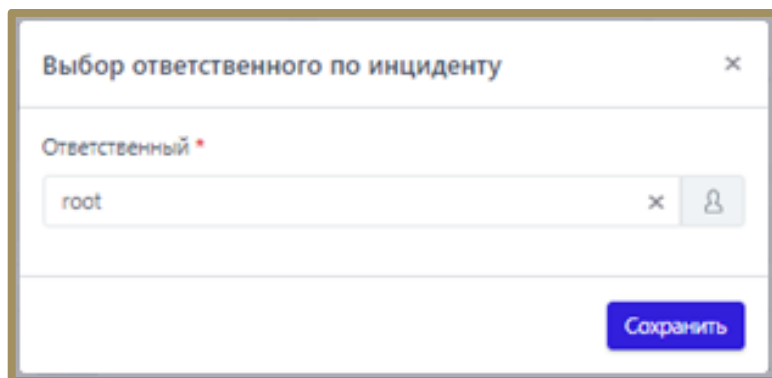 Выбор ответственного по инциденту
Ответственный *
root
Сохранить